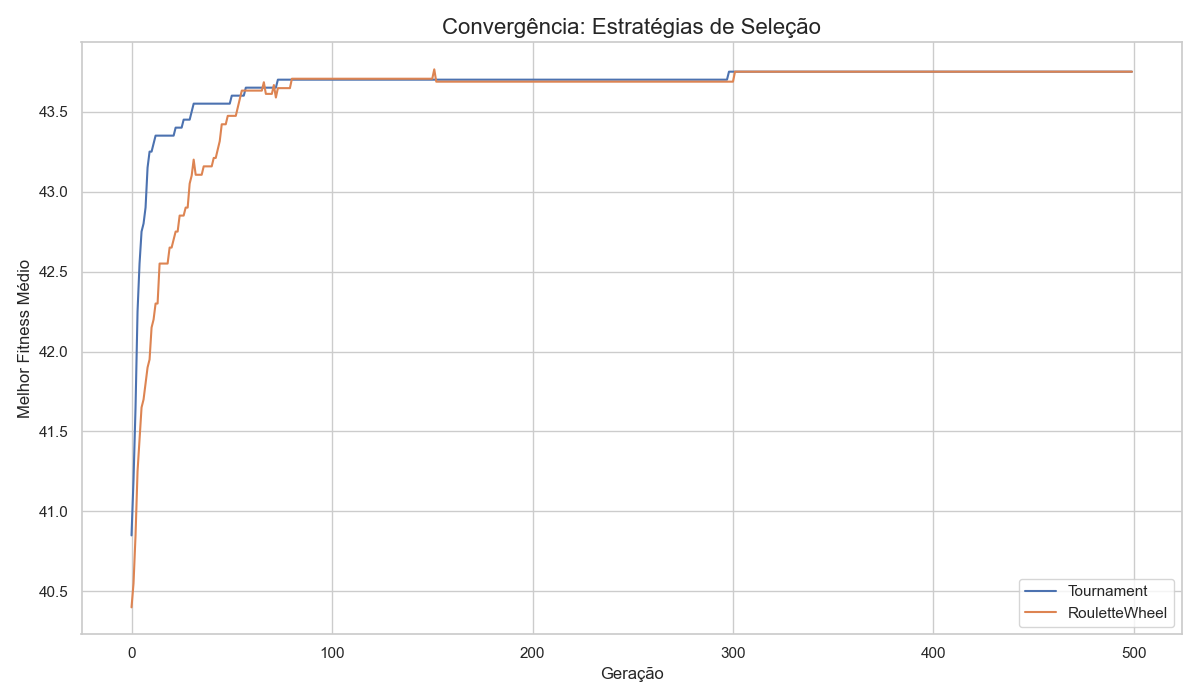 Convergência: Estratégias de Seleção
Melhor Fitness Médio
43.5
43.0
42.5
42.0
41.5
41.0
40.5
0
100
200
300
400
500
Geração
Tournament
RouletteWheel